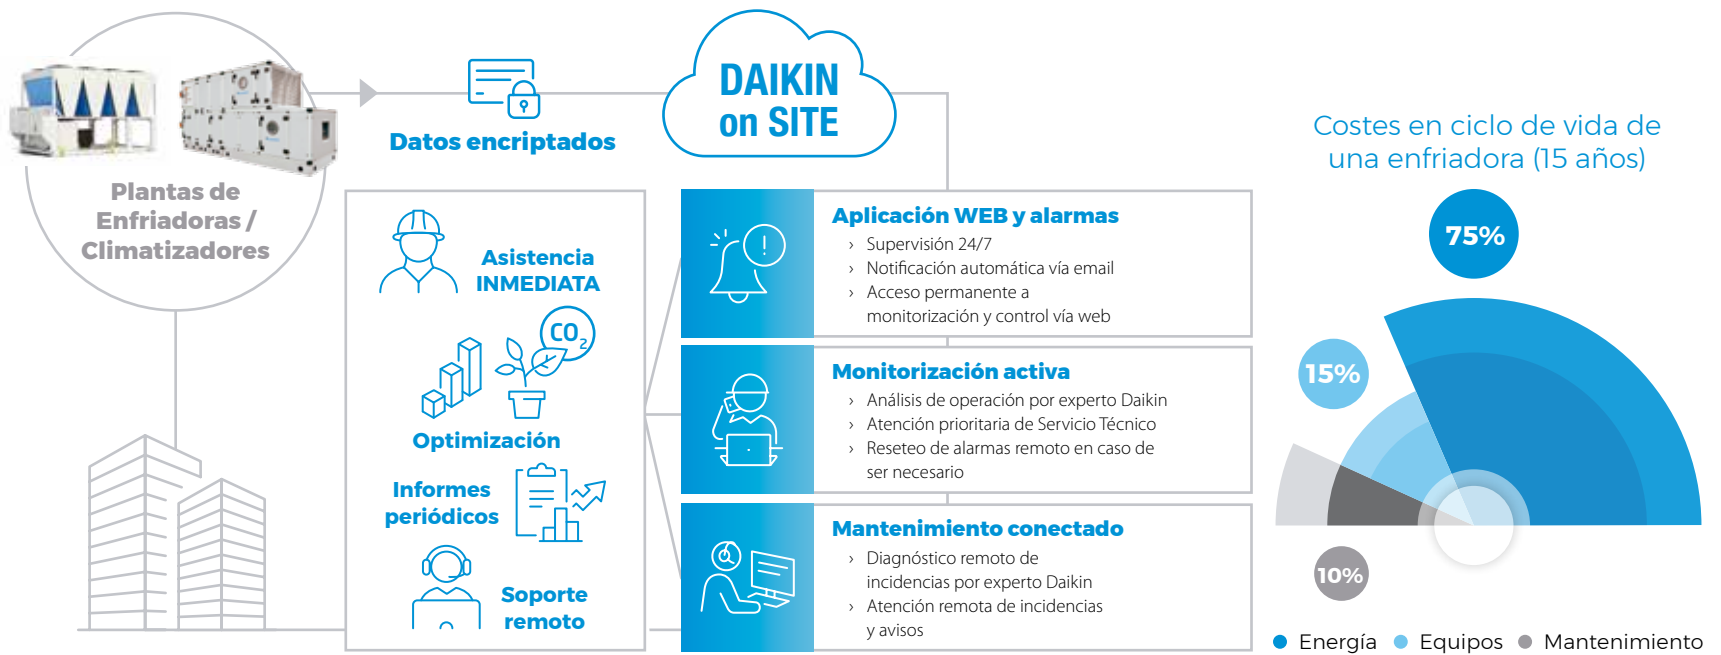 Plantas de
Enfriadoras /
Climatizadores
Datos encriptados
DAIKIN
on SITE
Asistencia
INMEDIATA
CO2
Optimización
Informes
periódicos
Soporte
remoto
Aplicación WEB y alarmas
› Supervisión 24/7
› Notificación automática vía email
› Acceso permanente a
monitorización y control vía web
Monitorización activa
› Análisis de operación por experto Daikin
› Atención prioritaria de Servicio Técnico
› Reseteo de alarmas remoto en caso de
ser necesario
Mantenimiento conectado
› Diagnóstico remoto de
incidencias por experto Daikin
› Atención remota de incidencias
y avisos
Costes en ciclo de vida de
una enfriadora (15 años)
75%
15%
10%
Energía Equipos Mantenimiento